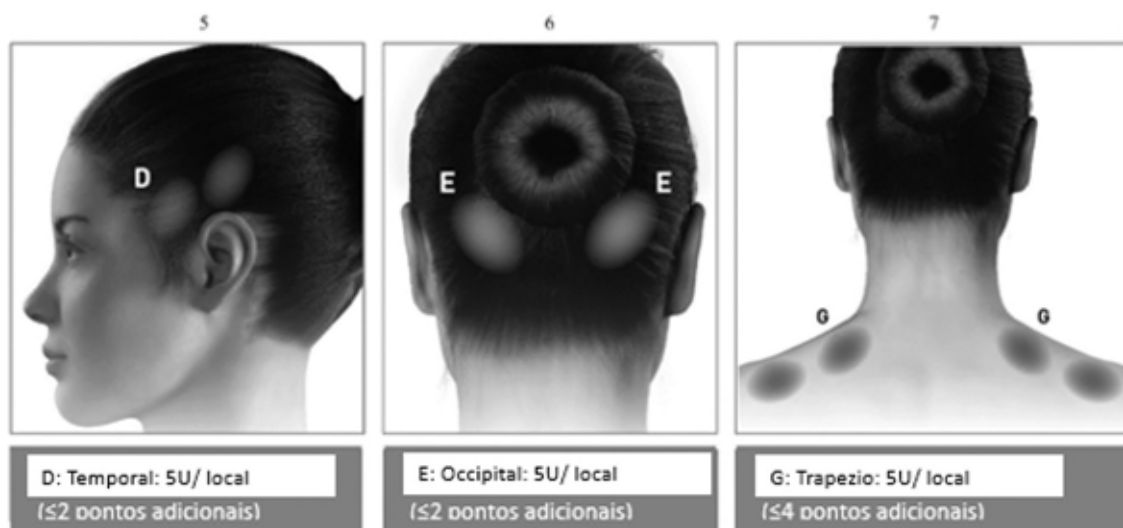 5
6
7
D
E
E
G
G
D: Temporal: 5U/ local
(≤2 pontos adicionais)
E: Occipital: 5U/ local
(≤2 pontos adicionais)
G: Trapezio: 5U/ local
(≤4 pontos adicionais)